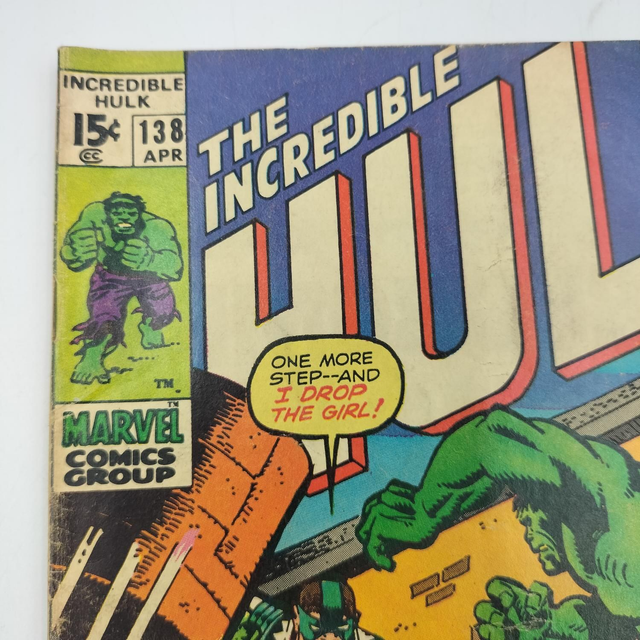 INCREDIBLE
HULK
15¢
CC
138
APR
THE
INCREDIBLE
HUL
ONE MORE
STEP--AND
I DROP
THE GIRL!
TM.
TM
MARVEL
COMICS
GROUP